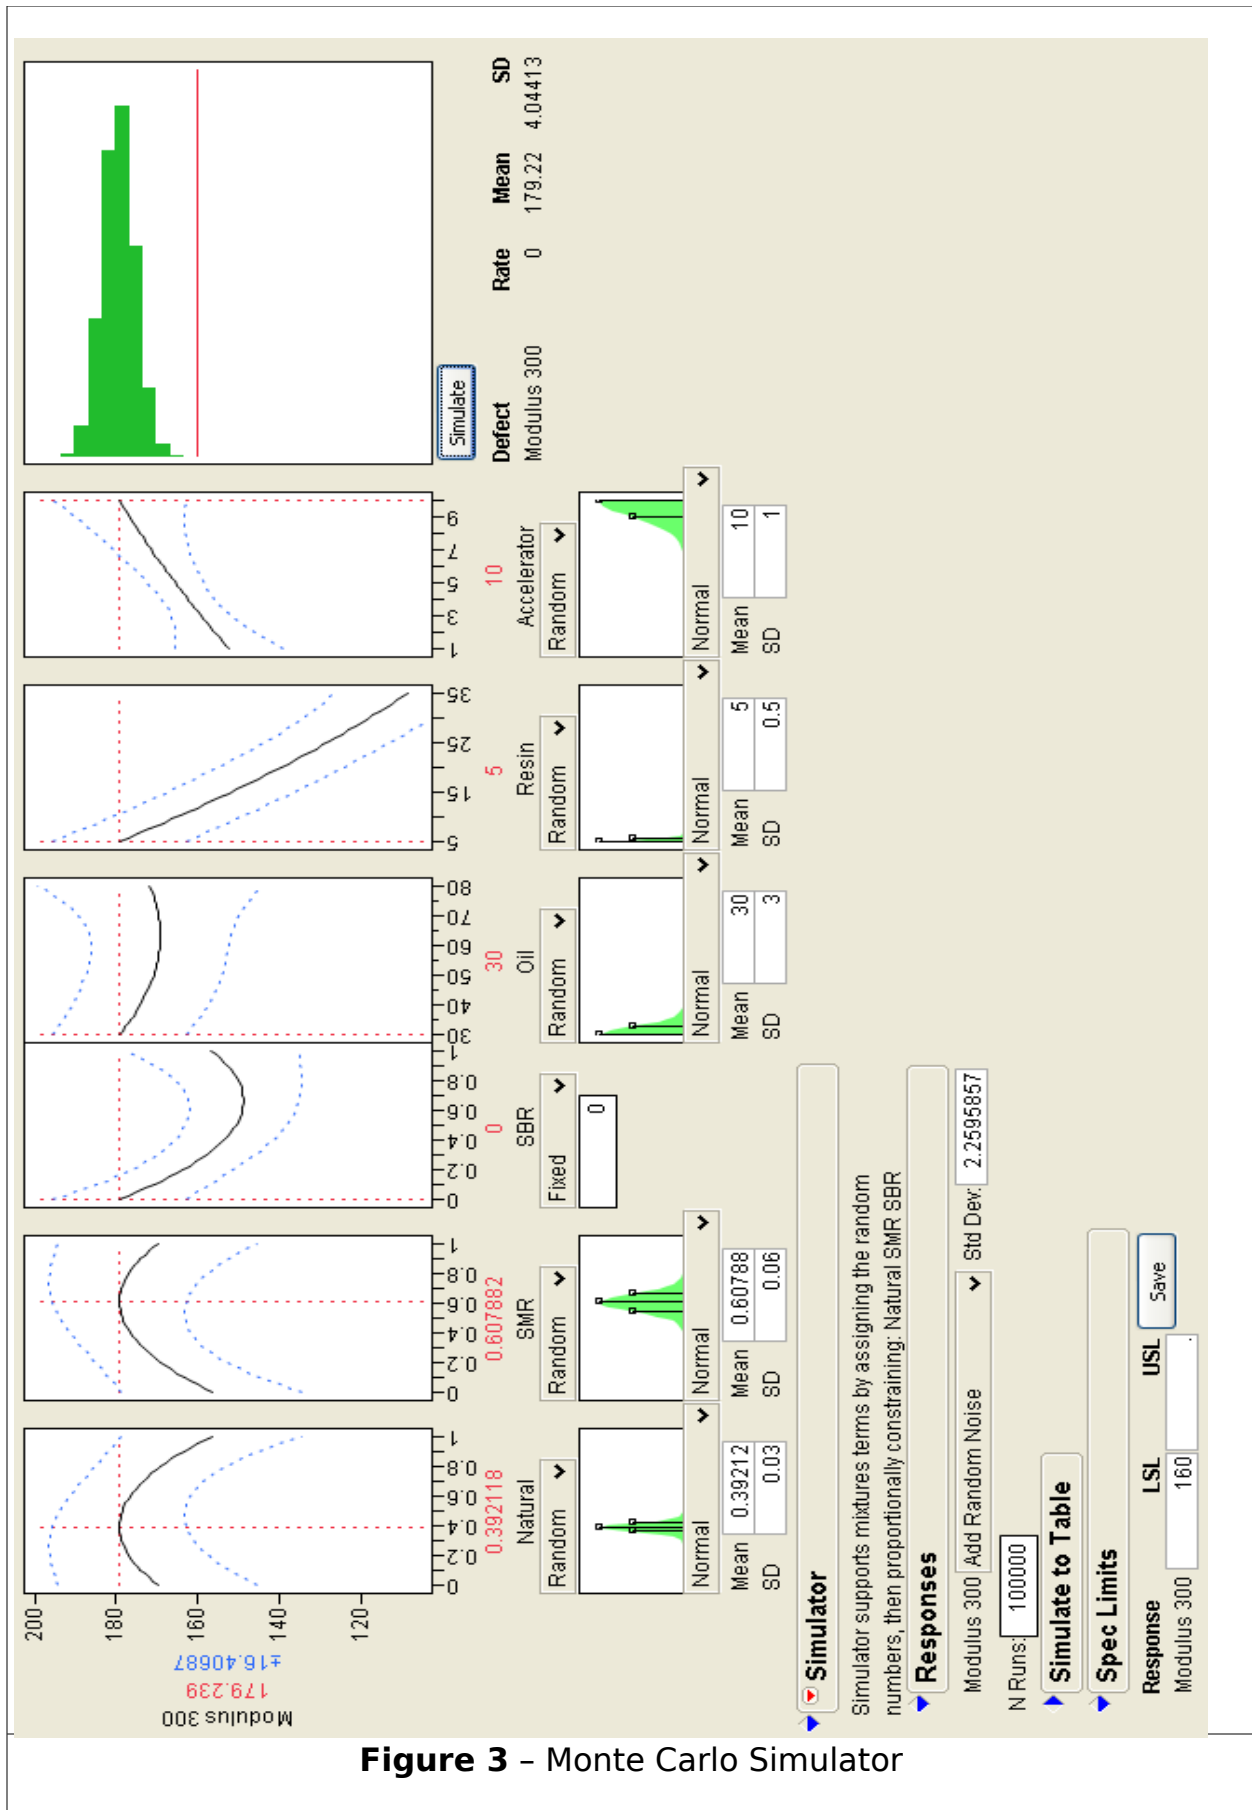 Modulus 300
179.239
±16.40687
200
180
160
140
120
0 0.2 0.4 0.6 0.8 1
0 0.2 0.4 0.6 0.8 1
0 0.2 0.4 0.6 0.8 1
30 40 50 60 70 80
5 15 25 35
1 3 5 7 9
0.392118 0.607882 0 30 5 10
Natural SMR SBR Oil Resin Accelerator
Random Random Fixed Random Random Random
0
Normal Normal Normal Normal Normal
Mean 0.39212 Mean 0.60788 Mean 30 Mean 5 Mean 10
SD 0.03 SD 0.06 SD 3 SD 0.5 SD 1
Simulate
Defect Rate Mean SD
Modulus 300 0 179.22 4.04413
Simulator
Simulator supports mixtures terms by assigning the random
numbers, then proportionally constraining: Natural SMR SBR
Responses
Modulus 300 Add Random Noise Std Dev: 2.2595857
N Runs: 100000
Simulate to Table
Spec Limits
Response LSL USL
Modulus 300 160 . Save
Figure 3 – Monte Carlo Simulator